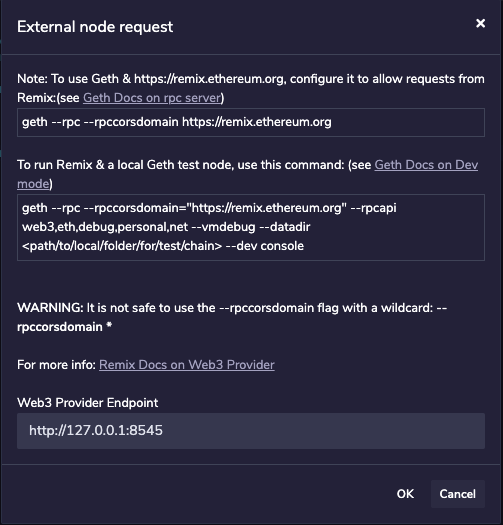 External node request
×
Note: To use Geth & https://remix.ethereum.org, configure it to allow requests from
Remix:(see Geth Docs on rpc server)
geth --rpc --rpccorsdomain https://remix.ethereum.org
To run Remix & a local Geth test node, use this command: (see Geth Docs on Dev
mode)
geth --rpc --rpccorsdomain="https://remix.ethereum.org" --rpcapi
web3,eth,debug,personal,net --vmdebug --datadir
<path/to/local/folder/for/test/chain> --dev console
WARNING: It is not safe to use the --rpccorsdomain flag with a wildcard: --
rpccorsdomain *
For more info: Remix Docs on Web3 Provider
Web3 Provider Endpoint
http://127.0.0.1:8545
OK
Cancel